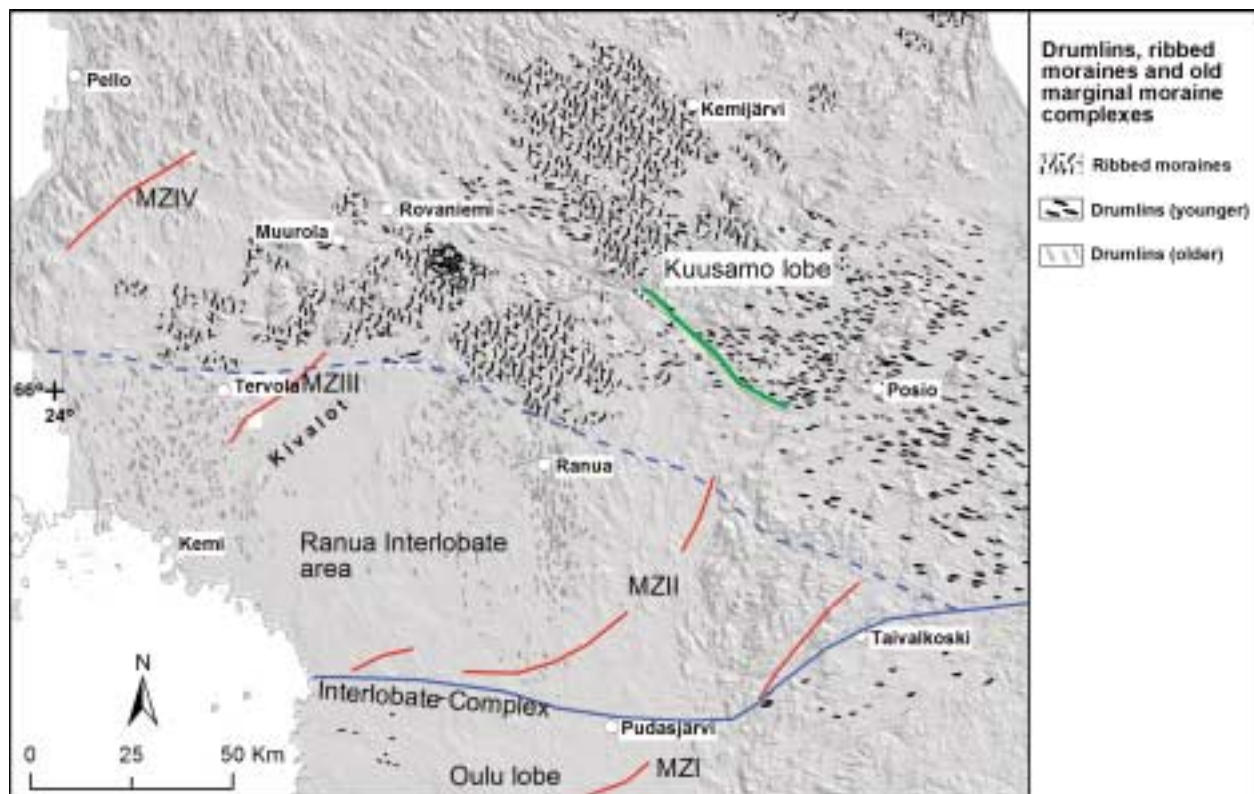 Pello
MZIV
Muurola
Rovaniemi
Kemijärvi
Kuusamo lobe
66°
24°
Tervola
MZIII
Kivalot
Posio
Ranua
Kemi
Ranua Interlobate
area
MZII
Taivalkoski
Interlobate-Complex
Pudasjärvi
MZI
Oulu lobe
N
0 25 50 Km
Drumlins, ribbed
moraines and old
marginal moraine
complexes
Ribbed moraines
Drumlins (younger)
Drumlins (older)